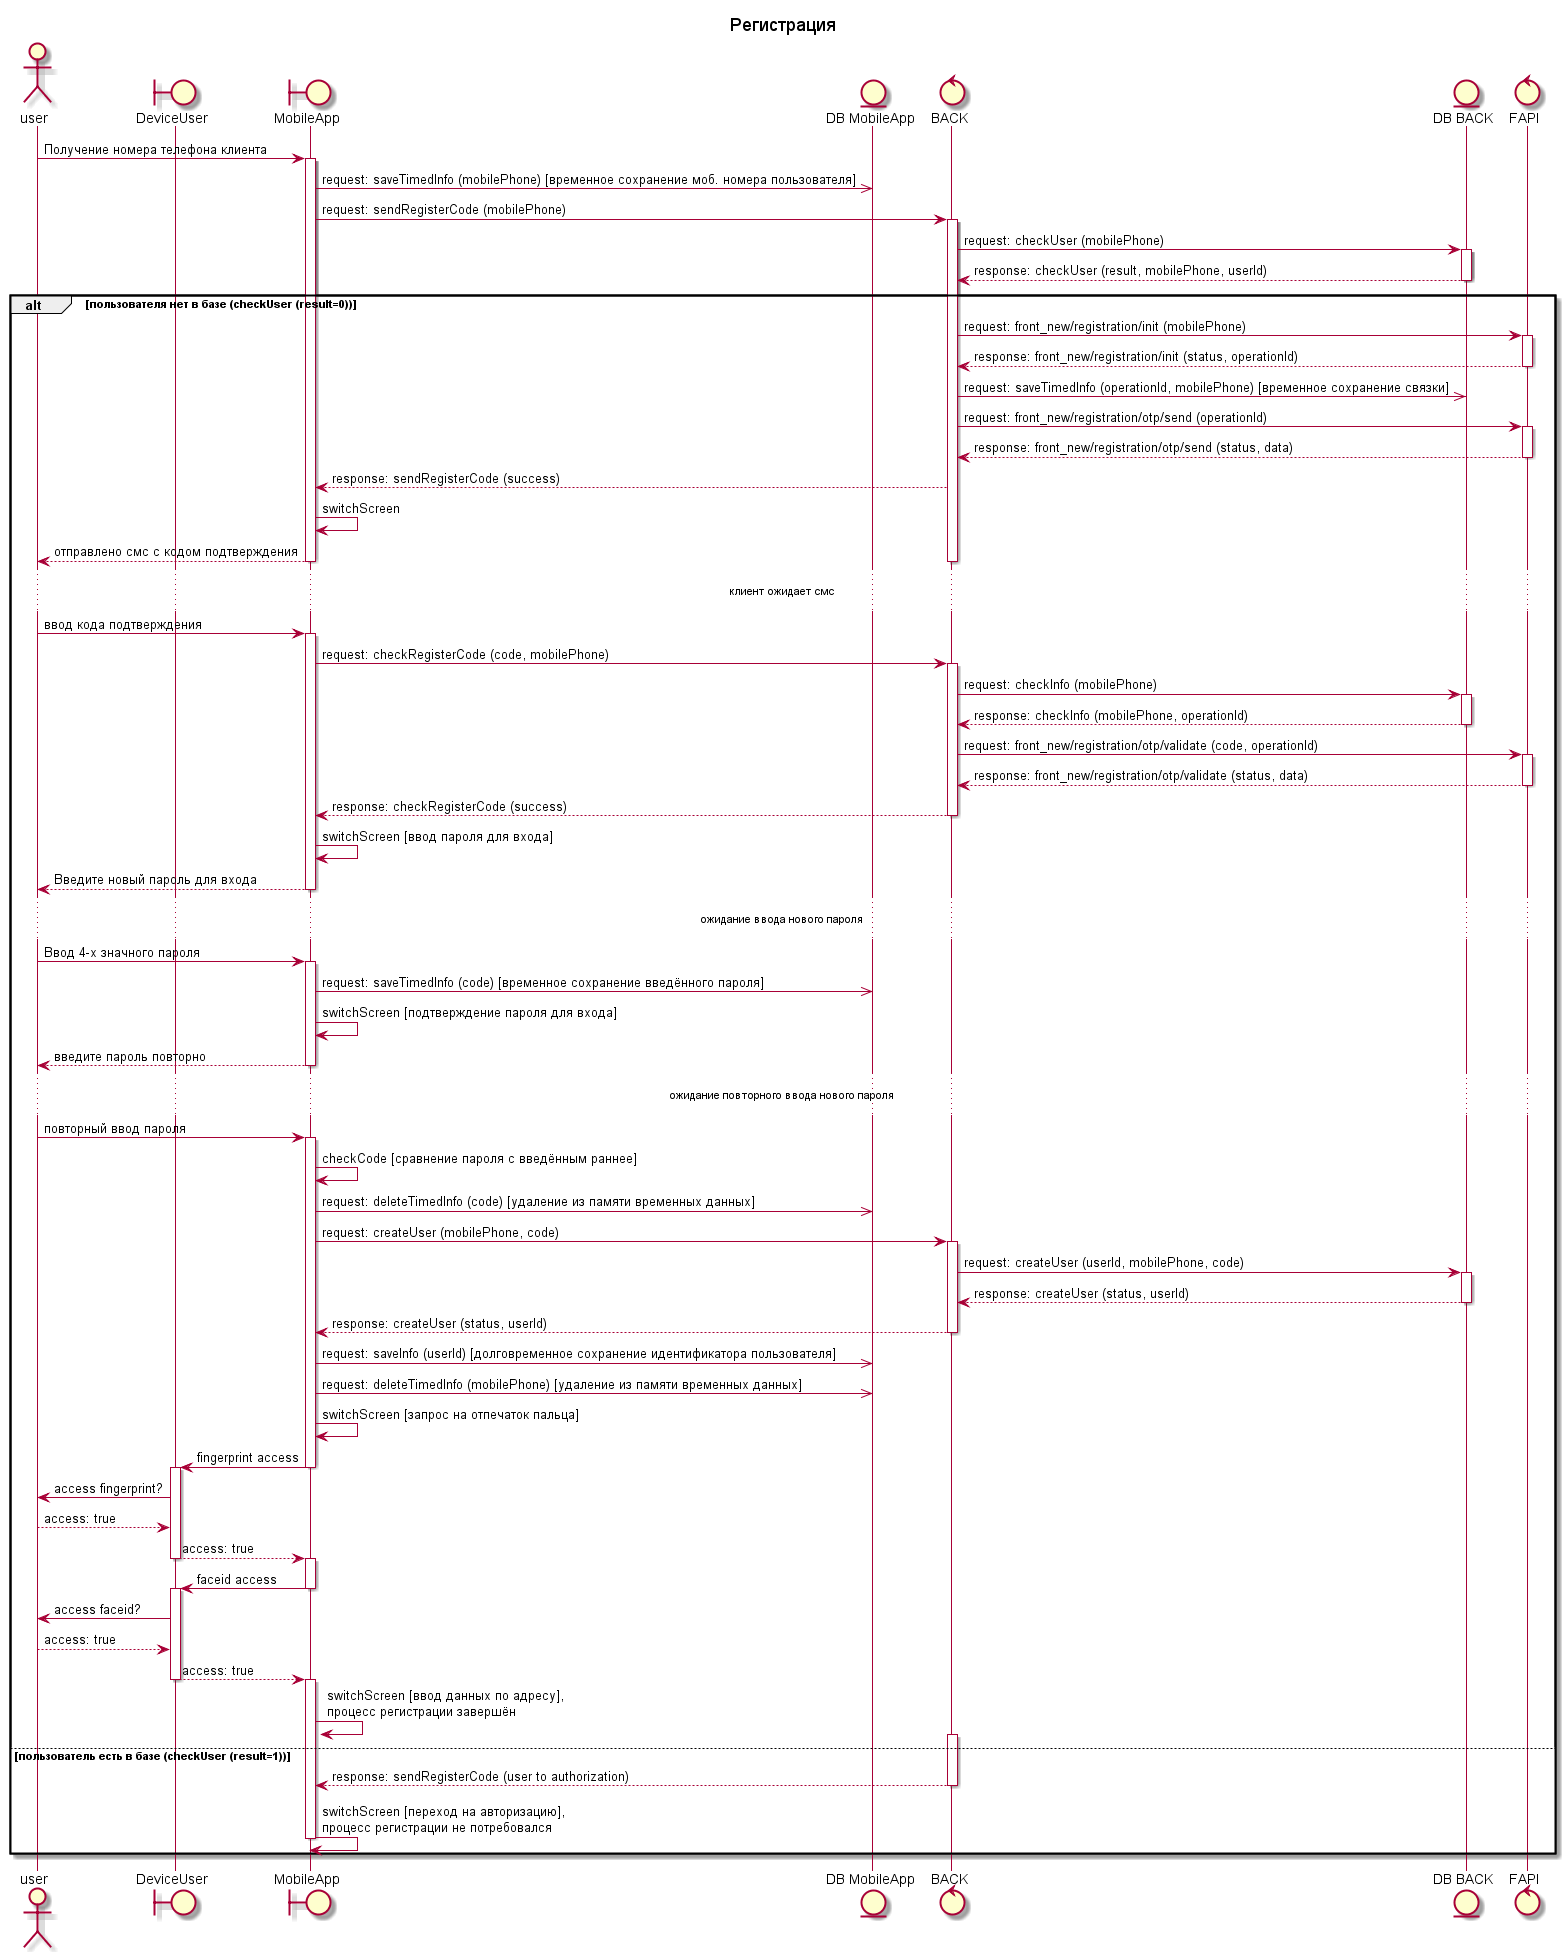 Регистрация
user
DeviceUser
MobileApp
DB MobileApp
BACK
DB BACK
FAPI
Получение номера телефона клиента
request: saveTimedInfo (mobilePhone) [временное сохранение моб. номера пользователя]
request: sendRegisterCode (mobilePhone)
request: checkUser (mobilePhone)
response: checkUser (result, mobilePhone, userId)
alt
[пользователя нет в базе (checkUser (result=0))]
request: front_new/registration/init (mobilePhone)
response: front_new/registration/init (status, operationId)
request: saveTimedInfo (operationId, mobilePhone) [временное сохранение связки]
request: front_new/registration/otp/send (operationId)
response: front_new/registration/otp/send (status, data)
response: sendRegisterCode (success)
switchScreen
отправлено смс с кодом подтверждения
клиент ожидает смс
ввод кода подтверждения
request: checkRegisterCode (code, mobilePhone)
request: checkInfo (mobilePhone)
response: checkInfo (mobilePhone, operationId)
request: front_new/registration/otp/validate (code, operationId)
response: front_new/registration/otp/validate (status, data)
response: checkRegisterCode (success)
switchScreen [ввод пароля для входа]
Введите новый пароль для входа
ожидание ввода нового пароля
Ввод 4-х значного пароля
request: saveTimedInfo (code) [временное сохранение введённого пароля]
switchScreen [подтверждение пароля для входа]
введите пароль повторно
ожидание повторного ввода нового пароля
повторный ввод пароля
checkCode [сравнение пароля с введённым раннее]
request: deleteTimedInfo (code) [удаление из памяти временных данных]
request: createUser (mobilePhone, code)
request: createUser (userId, mobilePhone, code)
response: createUser (status, userId)
response: createUser (status, userId)
request: saveInfo (userId) [долговременное сохранение идентификатора пользователя]
request: deleteTimedInfo (mobilePhone) [удаление из памяти временных данных]
switchScreen [запрос на отпечаток пальца]
fingerprint access
access fingerprint?
access: true
access: true
faceid access
access faceid?
access: true
access: true
switchScreen [ввод данных по адресу],
процесс регистрации завершён
[пользователь есть в базе (checkUser (result=1))]
response: sendRegisterCode (user to authorization)
switchScreen [переход на авторизацию],
процесс регистрации не потребовался
user
DeviceUser
MobileApp
DB MobileApp
BACK
DB BACK
FAPI